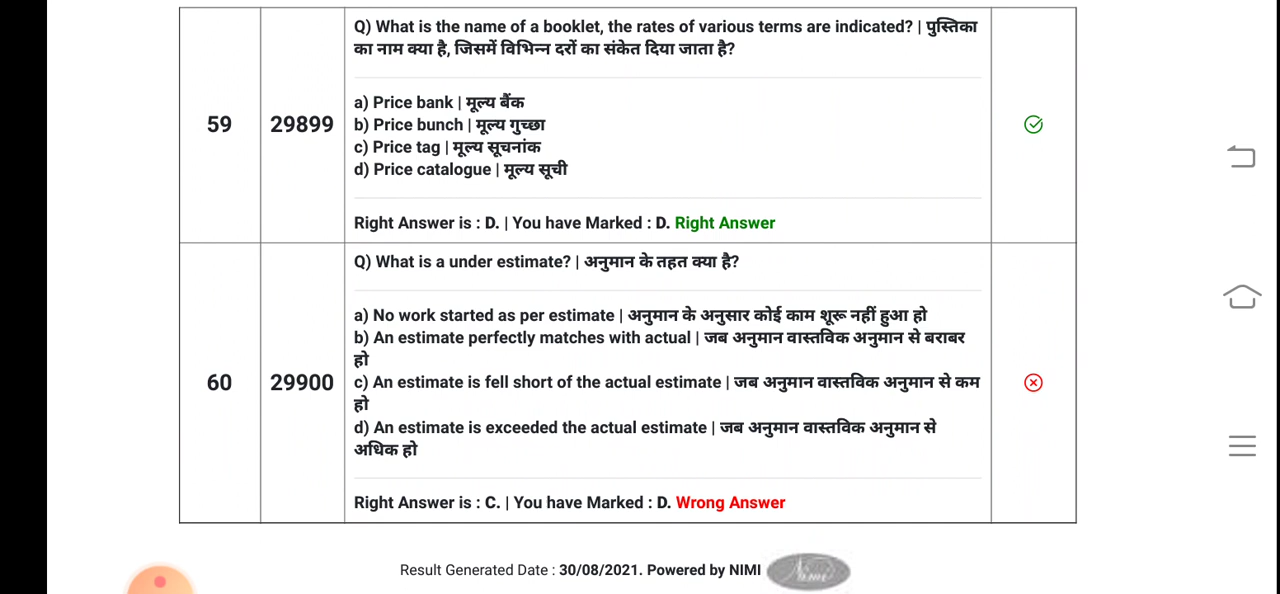 Q) What is the name of a booklet, the rates of various terms are indicated? | पुस्तिका
का नाम क्या है, जिसमें विभिन्न दरों का संकेत दिया जाता है?
59
29899
a) Price bank | मूल्य बैंक
b) Price bunch | मूल्य गुच्छा
c) Price tag | मूल्य सूचनांक
d) Price catalogue | मूल्य सूची
Right Answer is : D. | You have Marked : D. Right Answer
Q) What is a under estimate? | अनुमान के तहत क्या है?
60
29900
a) No work started as per estimate | अनुमान के अनुसार कोई काम शूरू नहीं हुआ हो
b) An estimate perfectly matches with actual | जब अनुमान वास्तविक अनुमान से बराबर
हो
c) An estimate is fell short of the actual estimate | जब अनुमान वास्तविक अनुमान से कम
हो
d) An estimate is exceeded the actual estimate | जब अनुमान वास्तविक अनुमान से
अधिक हो
Right Answer is : C. | You have Marked : D. Wrong Answer
Result Generated Date : 30/08/2021. Powered by NIMI
Nimi